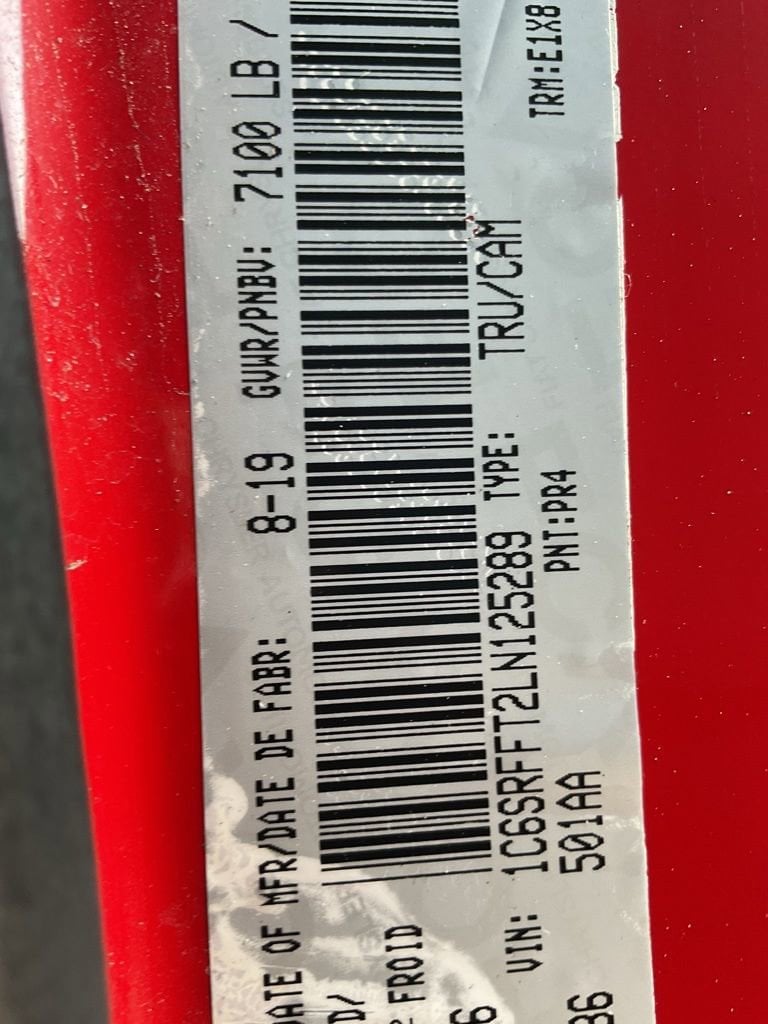 DATE OF MFR/DATE DE FABR: 8-19 GVWR/PNBV: 7100 LB /
FROID
VIN: 1C6SRFFT2LN125289 TYPE: TRU/CAM
501AA PNT:PR4 TRM:E1X8